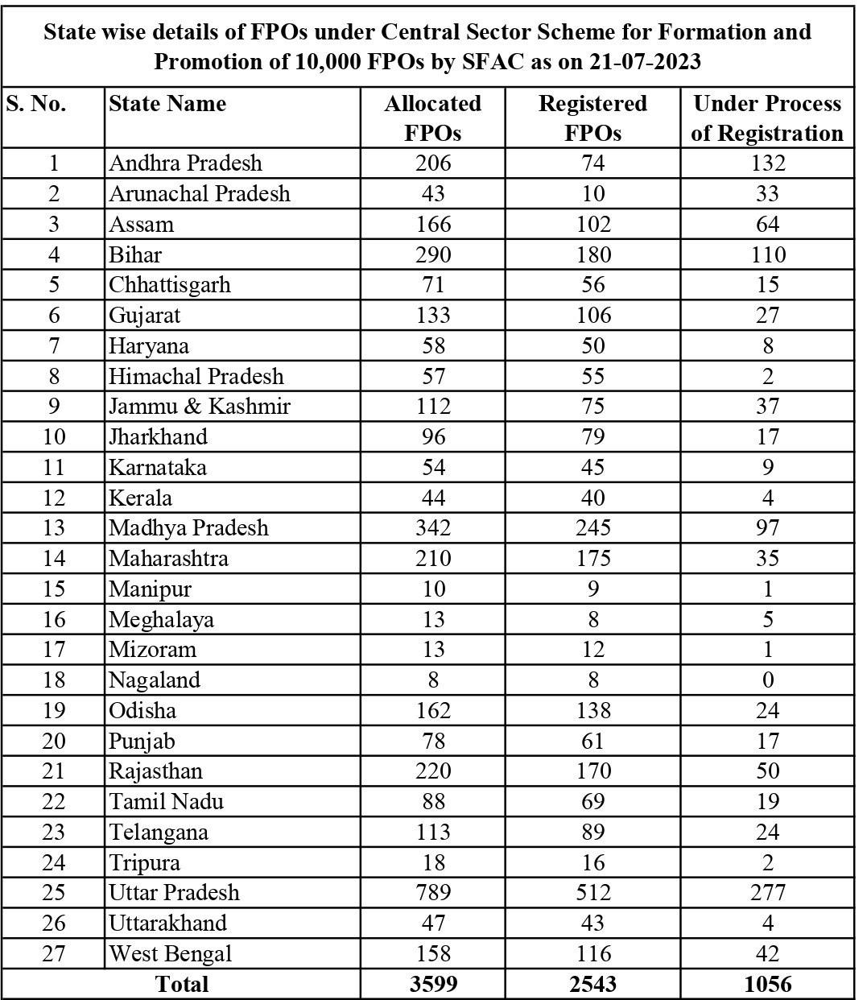 State wise details of FPOs under Central Sector Scheme for Formation and
Promotion of 10,000 FPOs by SFAC as on 21-07-2023
S. No. State Name Allocated FPOs Registered FPOs Under Process of Registration
1 Andhra Pradesh 206 74 132
2 Arunachal Pradesh 43 10 33
3 Assam 166 102 64
4 Bihar 290 180 110
5 Chhattisgarh 71 56 15
6 Gujarat 133 106 27
7 Haryana 58 50 8
8 Himachal Pradesh 57 55 2
9 Jammu & Kashmir 112 75 37
10 Jharkhand 96 79 17
11 Karnataka 54 45 9
12 Kerala 44 40 4
13 Madhya Pradesh 342 245 97
14 Maharashtra 210 175 35
15 Manipur 10 9 1
16 Meghalaya 13 8 5
17 Mizoram 13 12 1
18 Nagaland 8 8 0
19 Odisha 162 138 24
20 Punjab 78 61 17
21 Rajasthan 220 170 50
22 Tamil Nadu 88 69 19
23 Telangana 113 89 24
24 Tripura 18 16 2
25 Uttar Pradesh 789 512 277
26 Uttarakhand 47 43 4
27 West Bengal 158 116 42
Total 3599 2543 1056